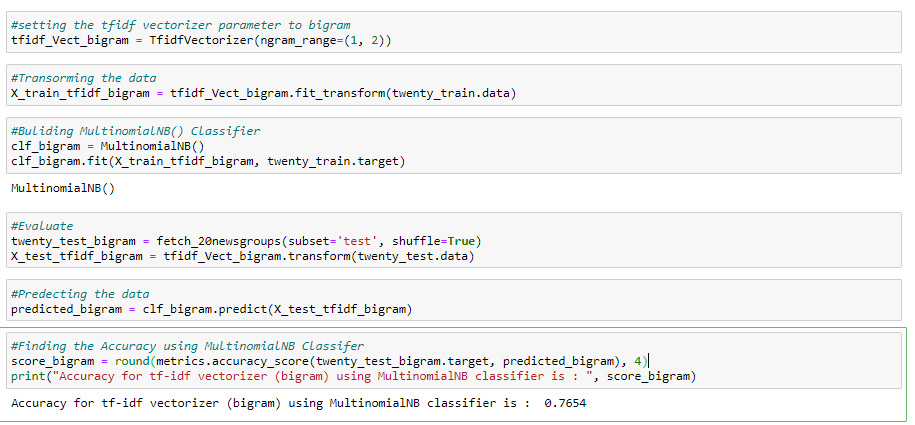 #setting the tfidf vectorizer parameter to bigram
tfidf_Vect_bigram = TfidfVectorizer(ngram_range=(1, 2))
#Transorming the data
X_train_tfidf_bigram = tfidf_Vect_bigram.fit_transform(twenty_train.data)
#Buliding MultinomialNB() Classifier
clf_bigram = MultinomialNB()
clf_bigram.fit(X_train_tfidf_bigram, twenty_train.target)
MultinomialNB()
#Evaluate
twenty_test_bigram = fetch_20newsgroups(subset='test', shuffle=True)
X_test_tfidf_bigram = tfidf_Vect_bigram.transform(twenty_test.data)
#Predecting the data
predicted_bigram = clf_bigram.predict(X_test_tfidf_bigram)
#Finding the Accuracy using MultinomialNB Classifer
score_bigram = round(metrics.accuracy_score(twenty_test_bigram.target, predicted_bigram), 4)
print("Accuracy for tf-idf vectorizer (bigram) using MultinomialNB classifier is : ", score_bigram)
Accuracy for tf-idf vectorizer (bigram) using MultinomialNB classifier is :  0.7654